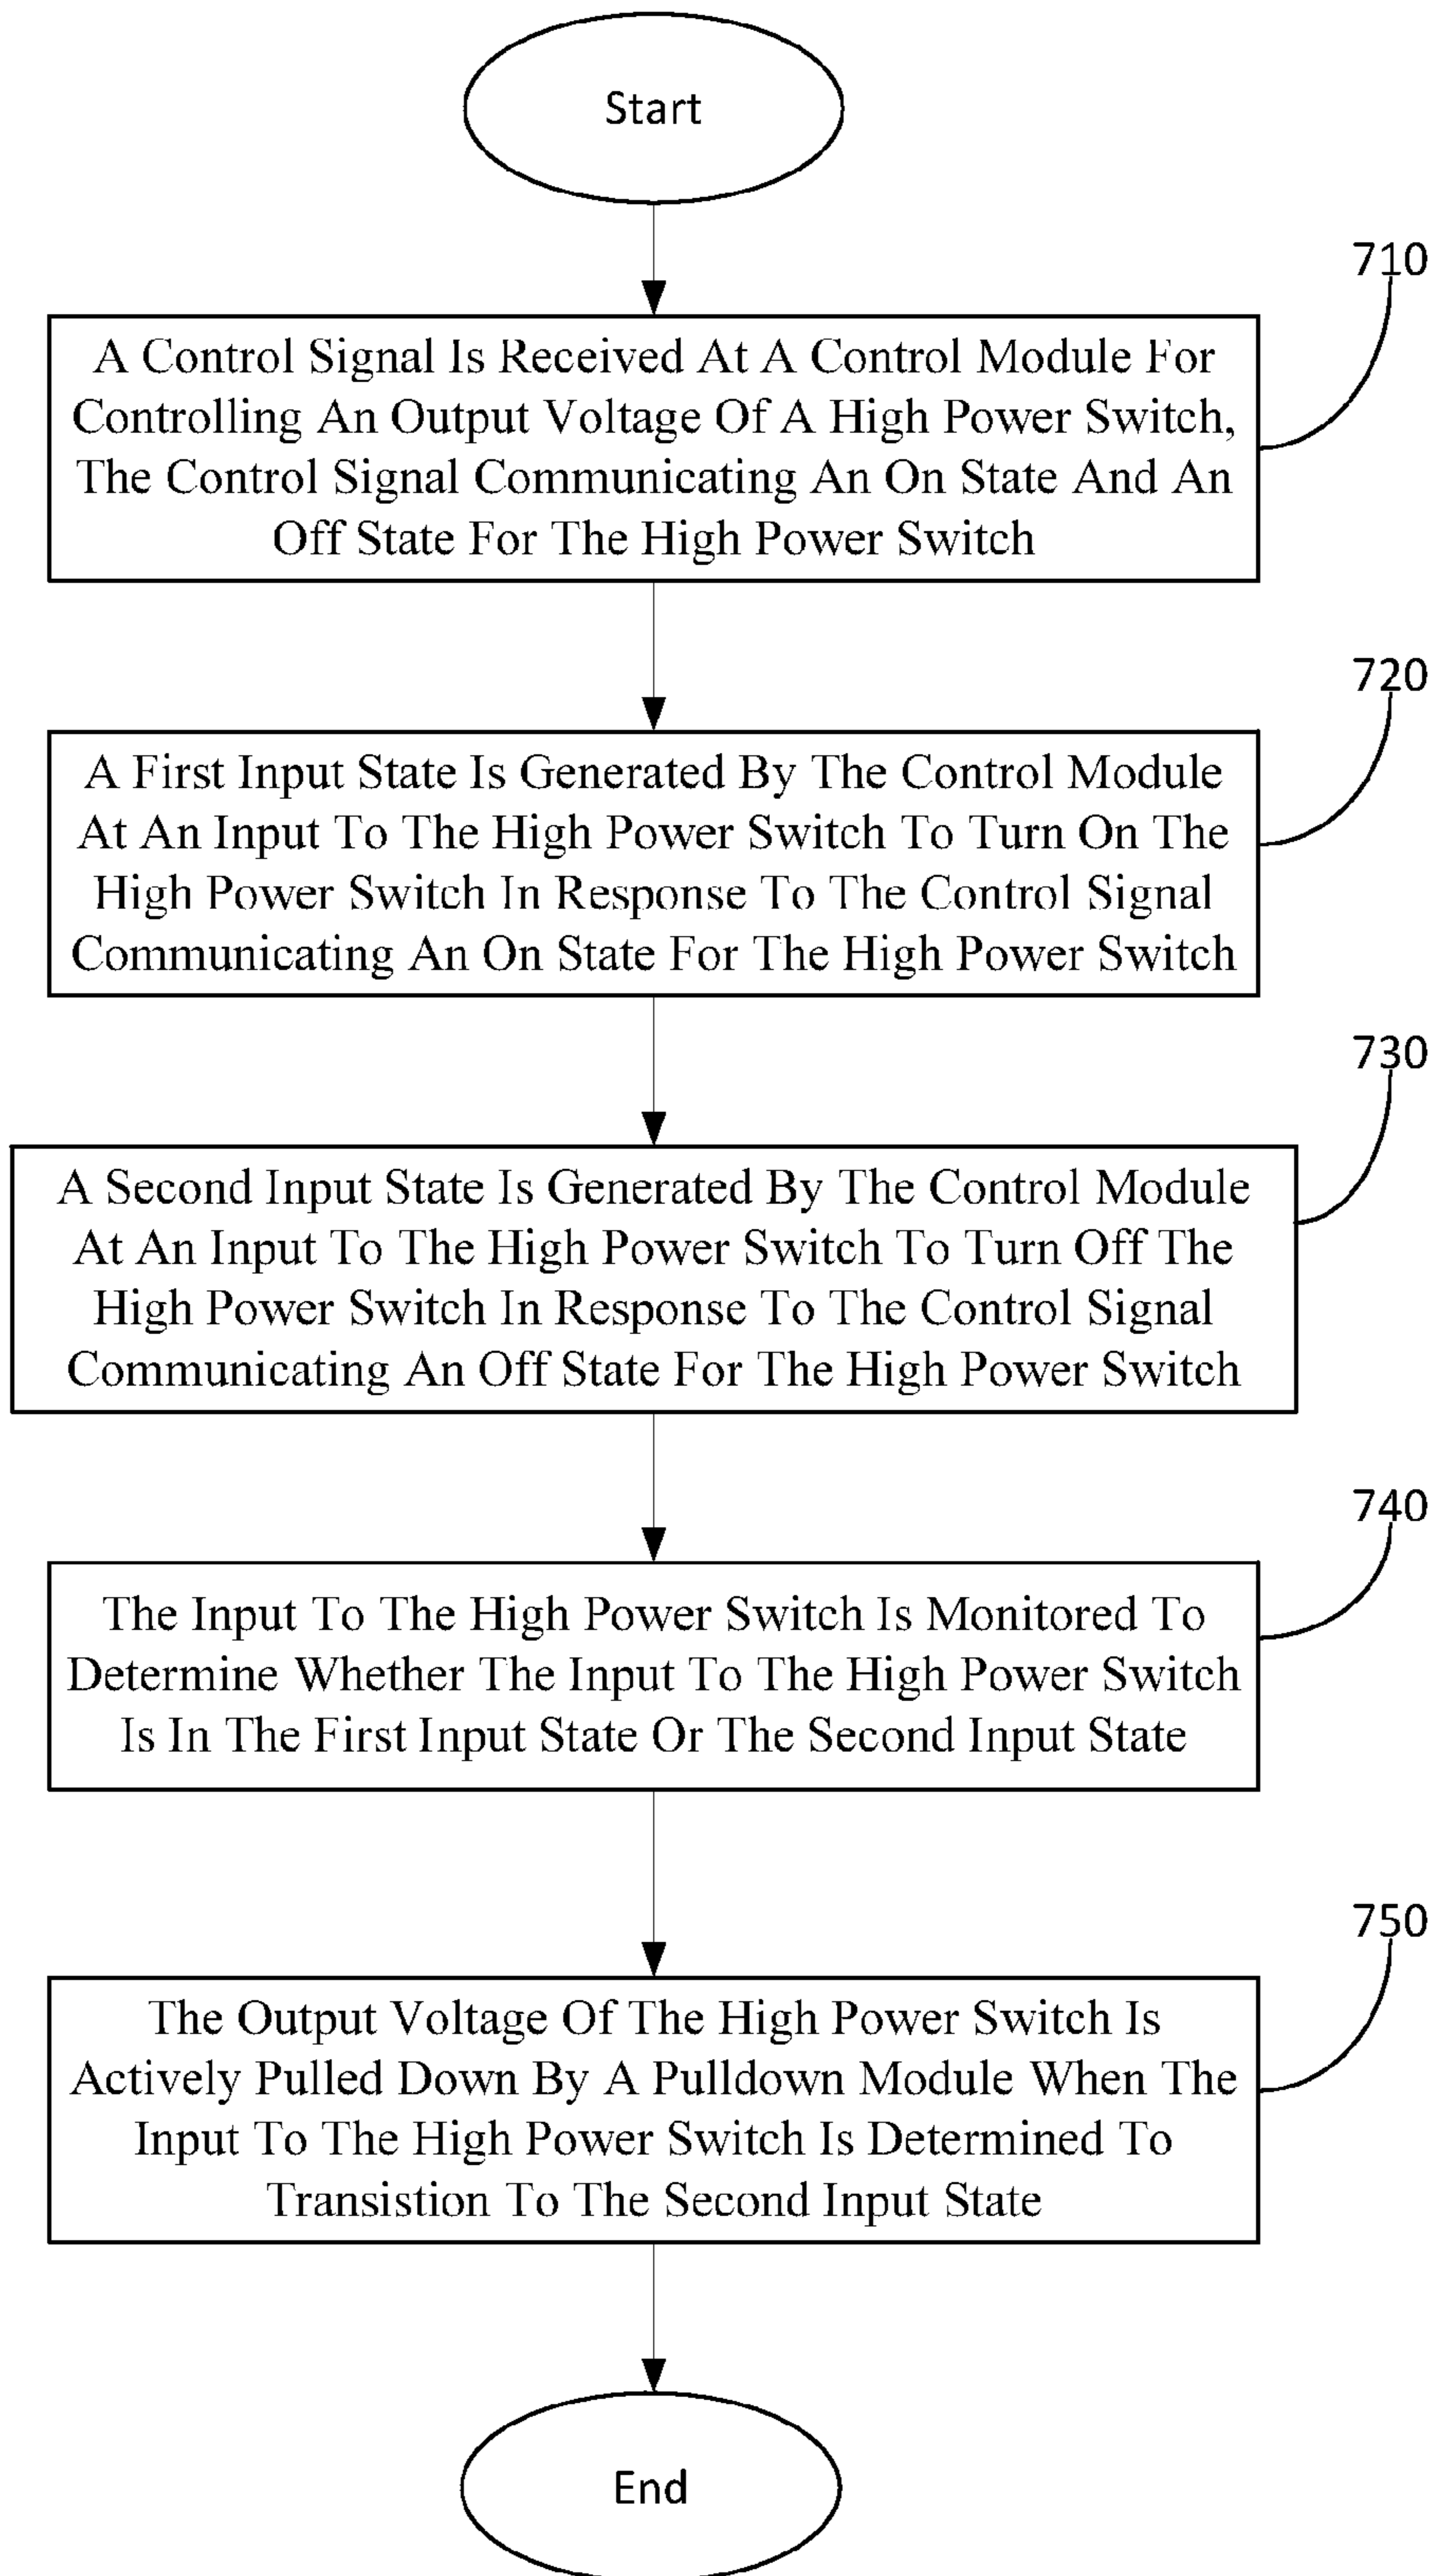 Start
710
A Control Signal Is Received At A Control Module For
Controlling An Output Voltage Of A High Power Switch,
The Control Signal Communicating An On State And An
Off State For The High Power Switch
720
A First Input State Is Generated By The Control Module
At An Input To The High Power Switch To Turn On The
High Power Switch In Response To The Control Signal
Communicating An On State For The High Power Switch
730
A Second Input State Is Generated By The Control Module
At An Input To The High Power Switch To Turn Off The
High Power Switch In Response To The Control Signal
Communicating An Off State For The High Power Switch
740
The Input To The High Power Switch Is Monitored To
Determine Whether The Input To The High Power Switch
Is In The First Input State Or The Second Input State
750
The Output Voltage Of The High Power Switch Is
Actively Pulled Down By A Pulldown Module When The
Input To The High Power Switch Is Determined To
Transistion To The Second Input State
End